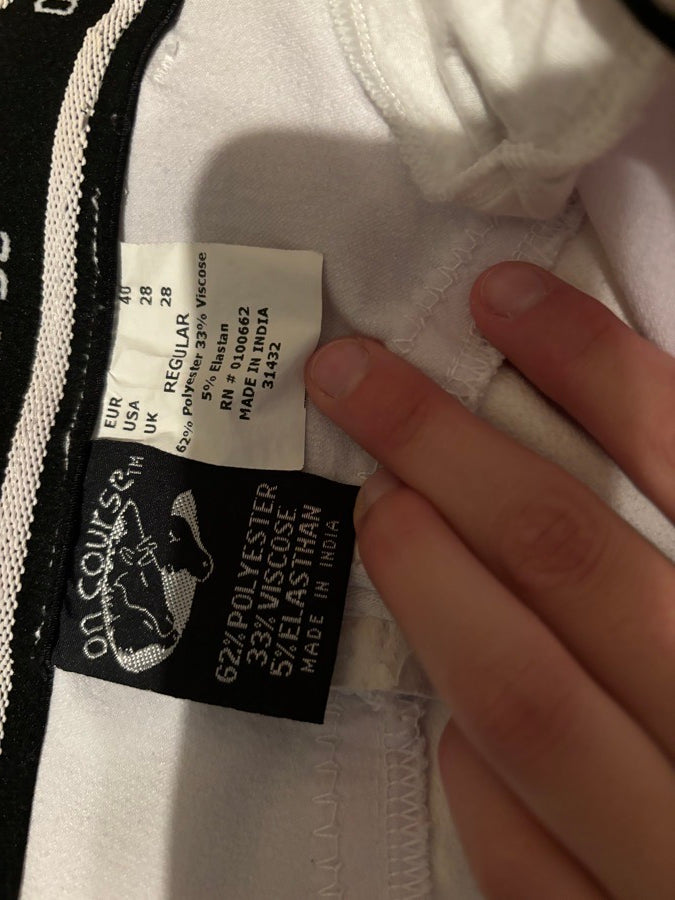 EUR 40
USA 28
UK 28
REGULAR
62% Polyester 33% Viscose
5% Elastan
RN # 0100662
MADE IN INDIA
31432
on course™
62% POLYESTER
33% VISCOSE
5% ELASTHAN
MADE IN INDIA